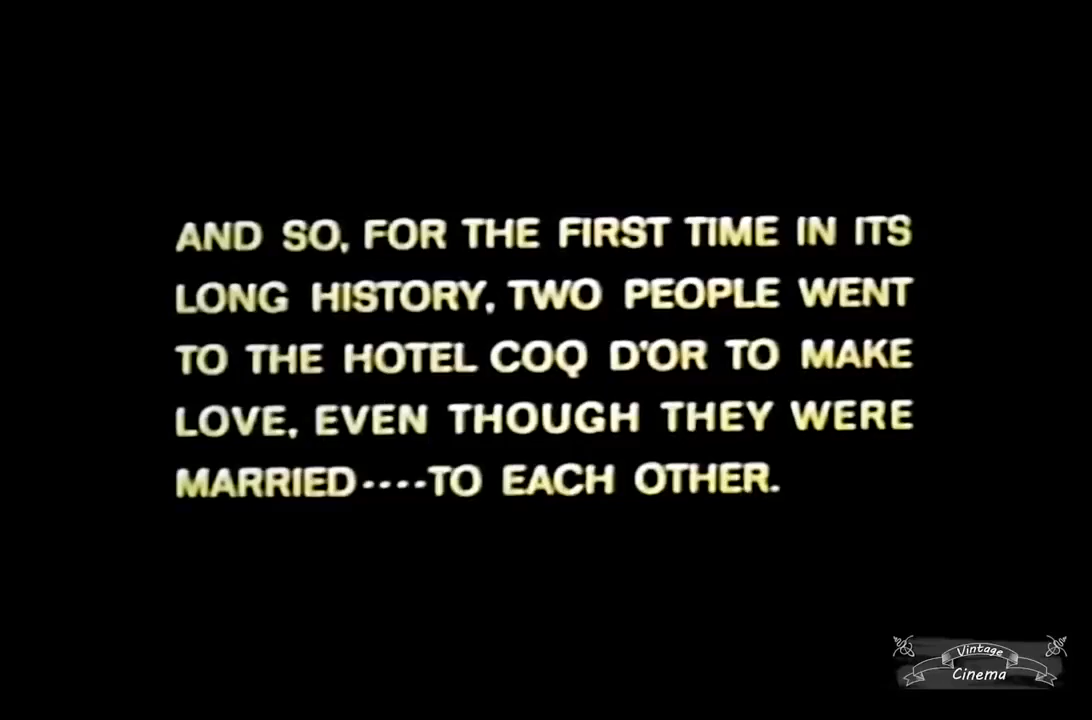 AND SO, FOR THE FIRST TIME IN ITS
LONG HISTORY, TWO PEOPLE WENT
TO THE HOTEL COQ D'OR TO MAKE
LOVE, EVEN THOUGH THEY WERE
MARRIED----TO EACH OTHER.
Vintage
Cinema